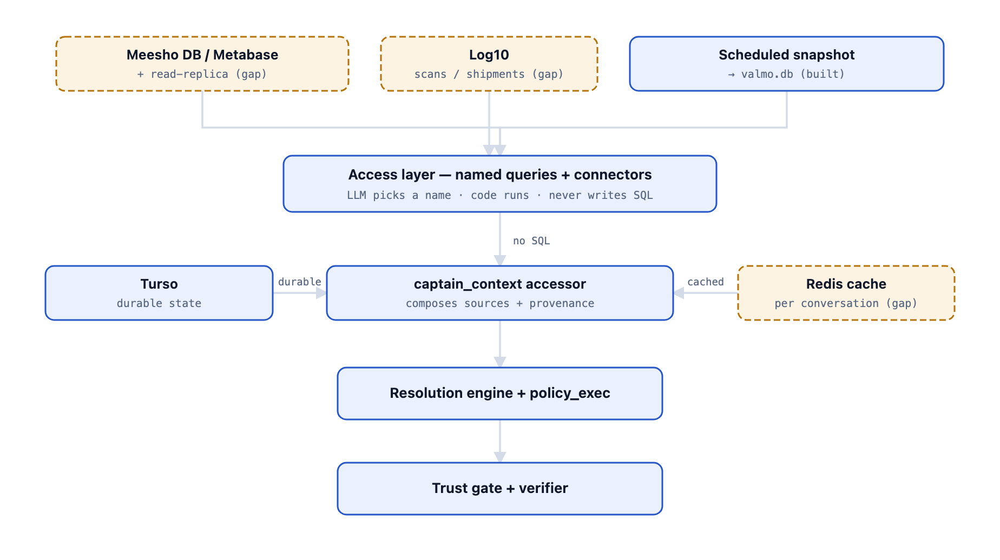 Meesho DB / Metabase
+ read-replica (gap)
Log10
scans / shipments (gap)
Scheduled snapshot
→ valmo.db (built)
Access layer — named queries + connectors
LLM picks a name · code runs · never writes SQL
no SQL
Turso
durable state
durable
captain_context accessor
composes sources + provenance
cached
Redis cache
per conversation (gap)
Resolution engine + policy_exec
Trust gate + verifier